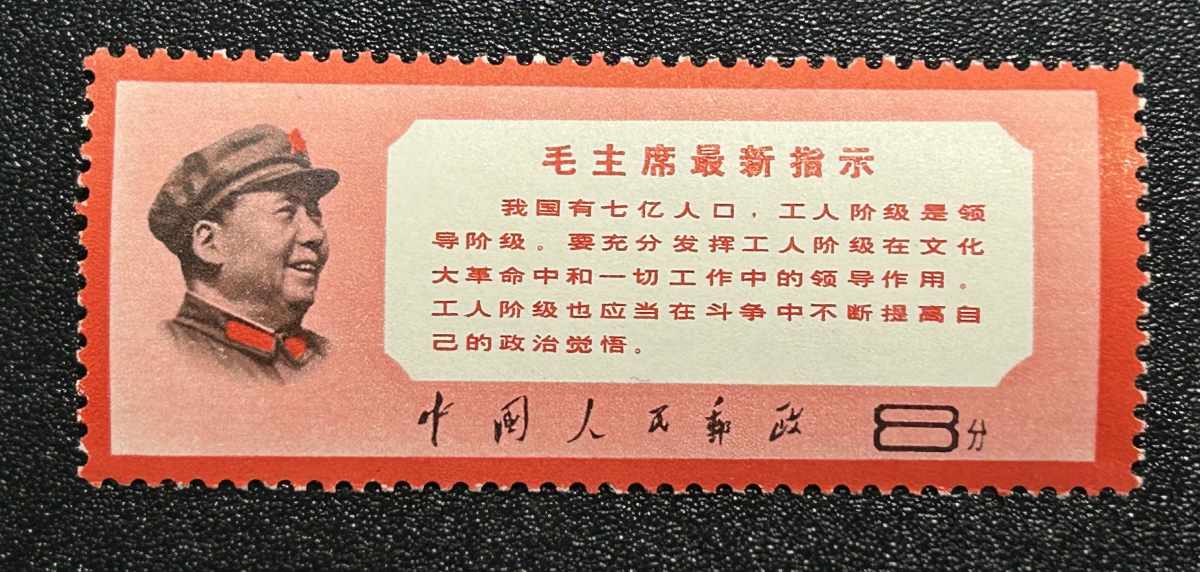 毛主席最新指示
我国有七亿人口，工人阶级是领
导阶级。要充分发挥工人阶级在文化
大革命中和一切工作中的领导作用。
工人阶级也应当在斗争中不断提高自
己的政治觉悟。
中國人民郵政 8分